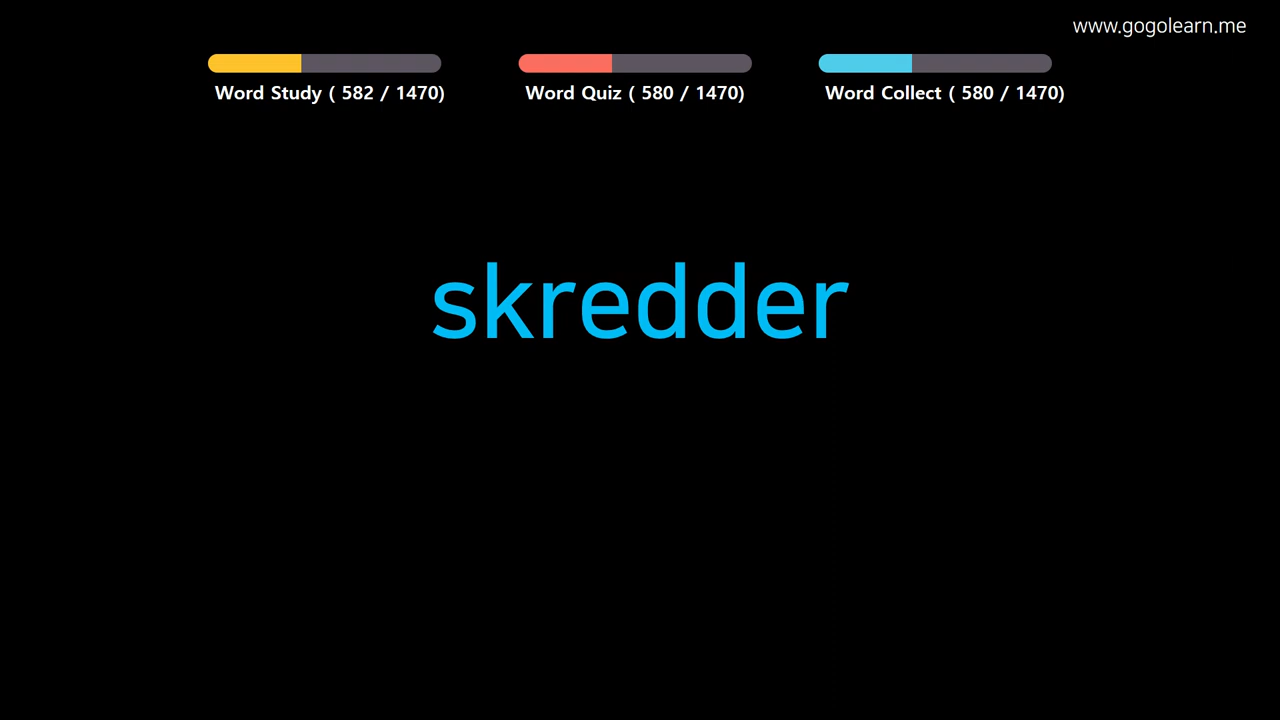 www.gogolearn.me
Word Study ( 582 / 1470)
Word Quiz ( 580 / 1470)
Word Collect ( 580 / 1470)
skredder